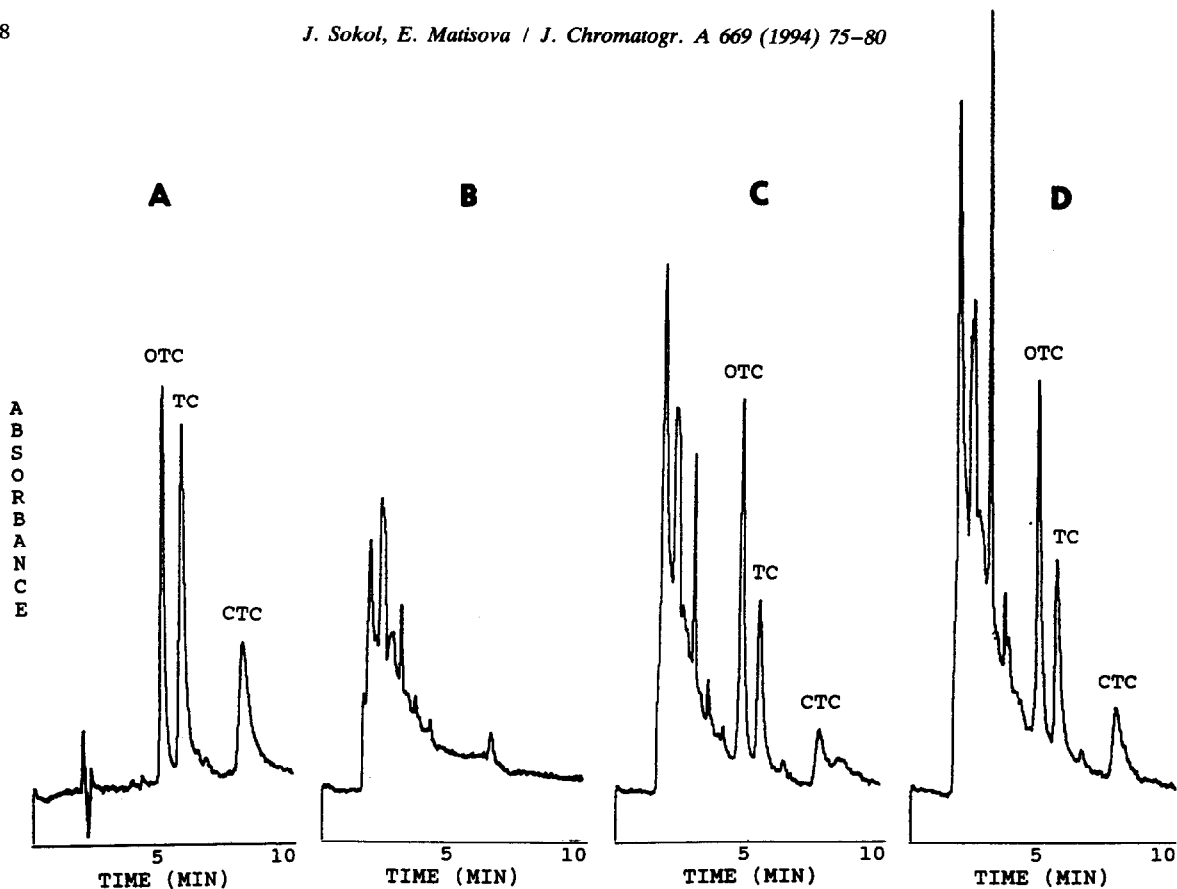 8
J. Sokol, E. Matisova / J. Chromatogr. A 669 (1994) 75–80
A
B
C
D
OTC
TC
CTC
OTC
TC
CTC
OTC
TC
CTC
ABSORBANCE
5 10
TIME (MIN)
5 10
TIME (MIN)
5 10
TIME (MIN)
5 10
TIME (MIN)